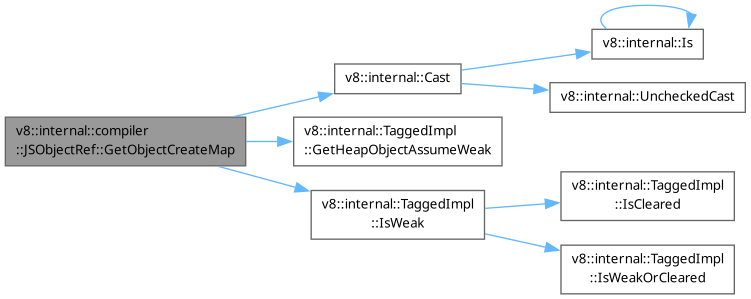 v8::internal::compiler
::JSObjectRef::GetObjectCreateMap
v8::internal::Cast
v8::internal::Is
v8::internal::UncheckedCast
v8::internal::TaggedImpl
::GetHeapObjectAssumeWeak
v8::internal::TaggedImpl
::IsWeak
v8::internal::TaggedImpl
::IsCleared
v8::internal::TaggedImpl
::IsWeakOrCleared